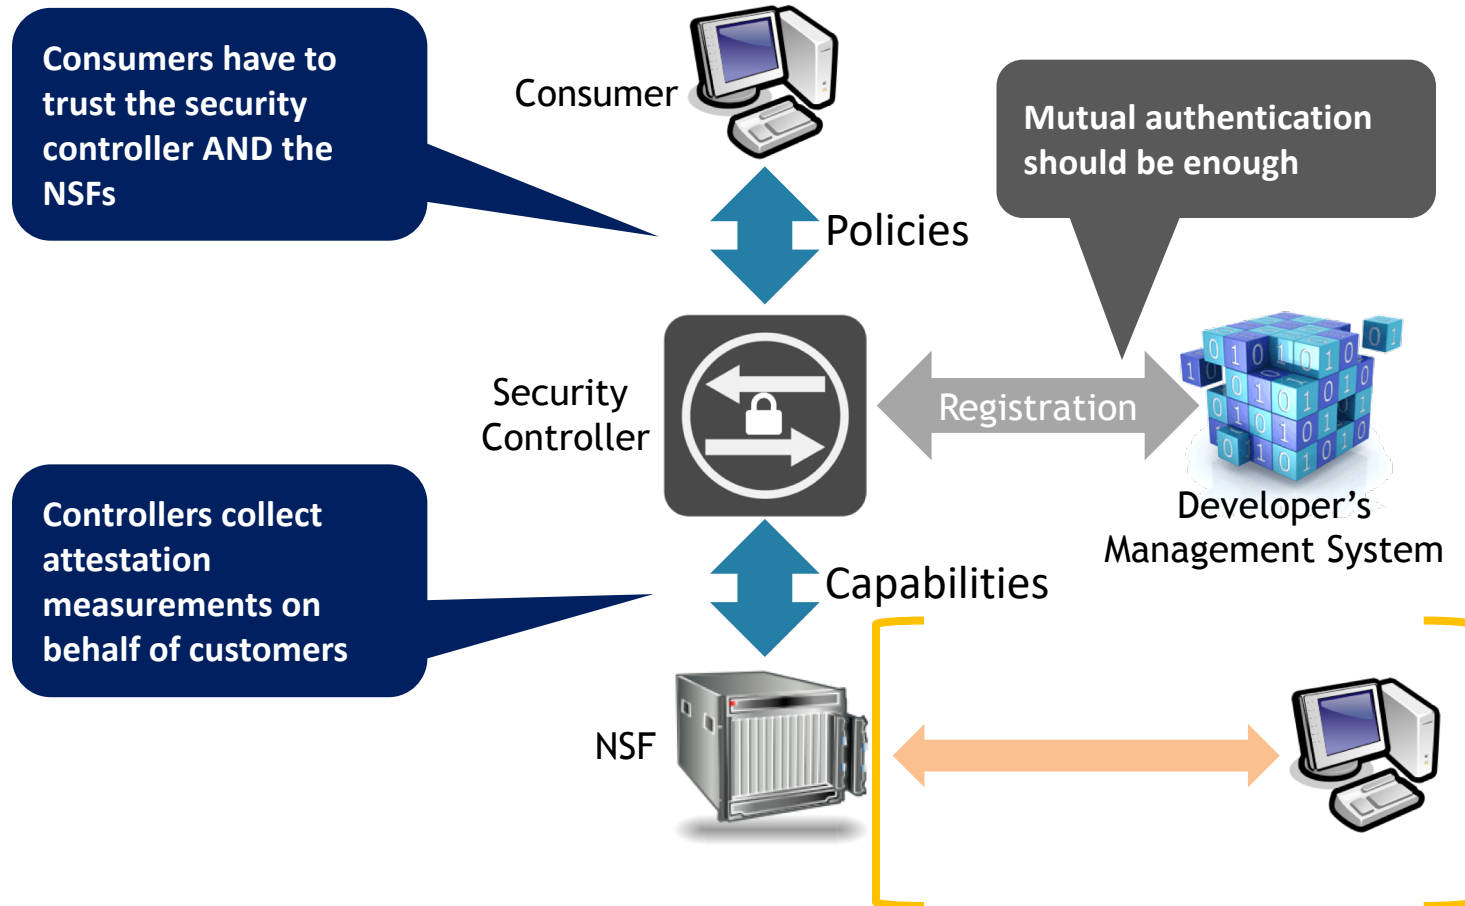 Consumers have to
trust the security
controller AND the
NSFs
Consumer
Mutual authentication
should be enough
Policies
Security
Controller
Registration
Developer's
Management System
Controllers collect
attestation
measurements on
behalf of customers
Capabilities
NSF